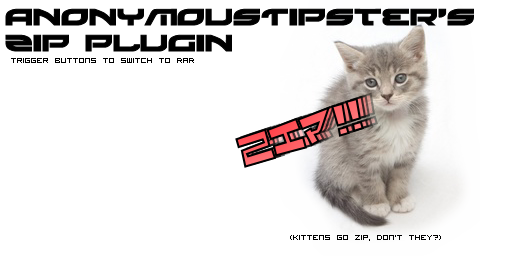 ANONYMOUSTIPSTER'S
ZIP PLUGIN
TRIGGER BUTTONS TO SWITCH TO RAR
ZIP!!!
(KITTENS GO ZIP, DON'T THEY?)